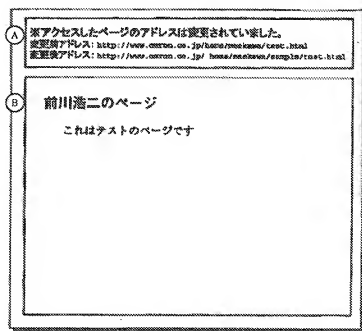 A
※アクセスしたページのアドレスは変更されていました。
変更前アドレス: http://www.omron.co.jp/home/maekawa/test.html
変更後アドレス: http://www.omron.co.jp/ home/maekawa/sample/test.html
B
前川浩二のページ
これはテストのページです